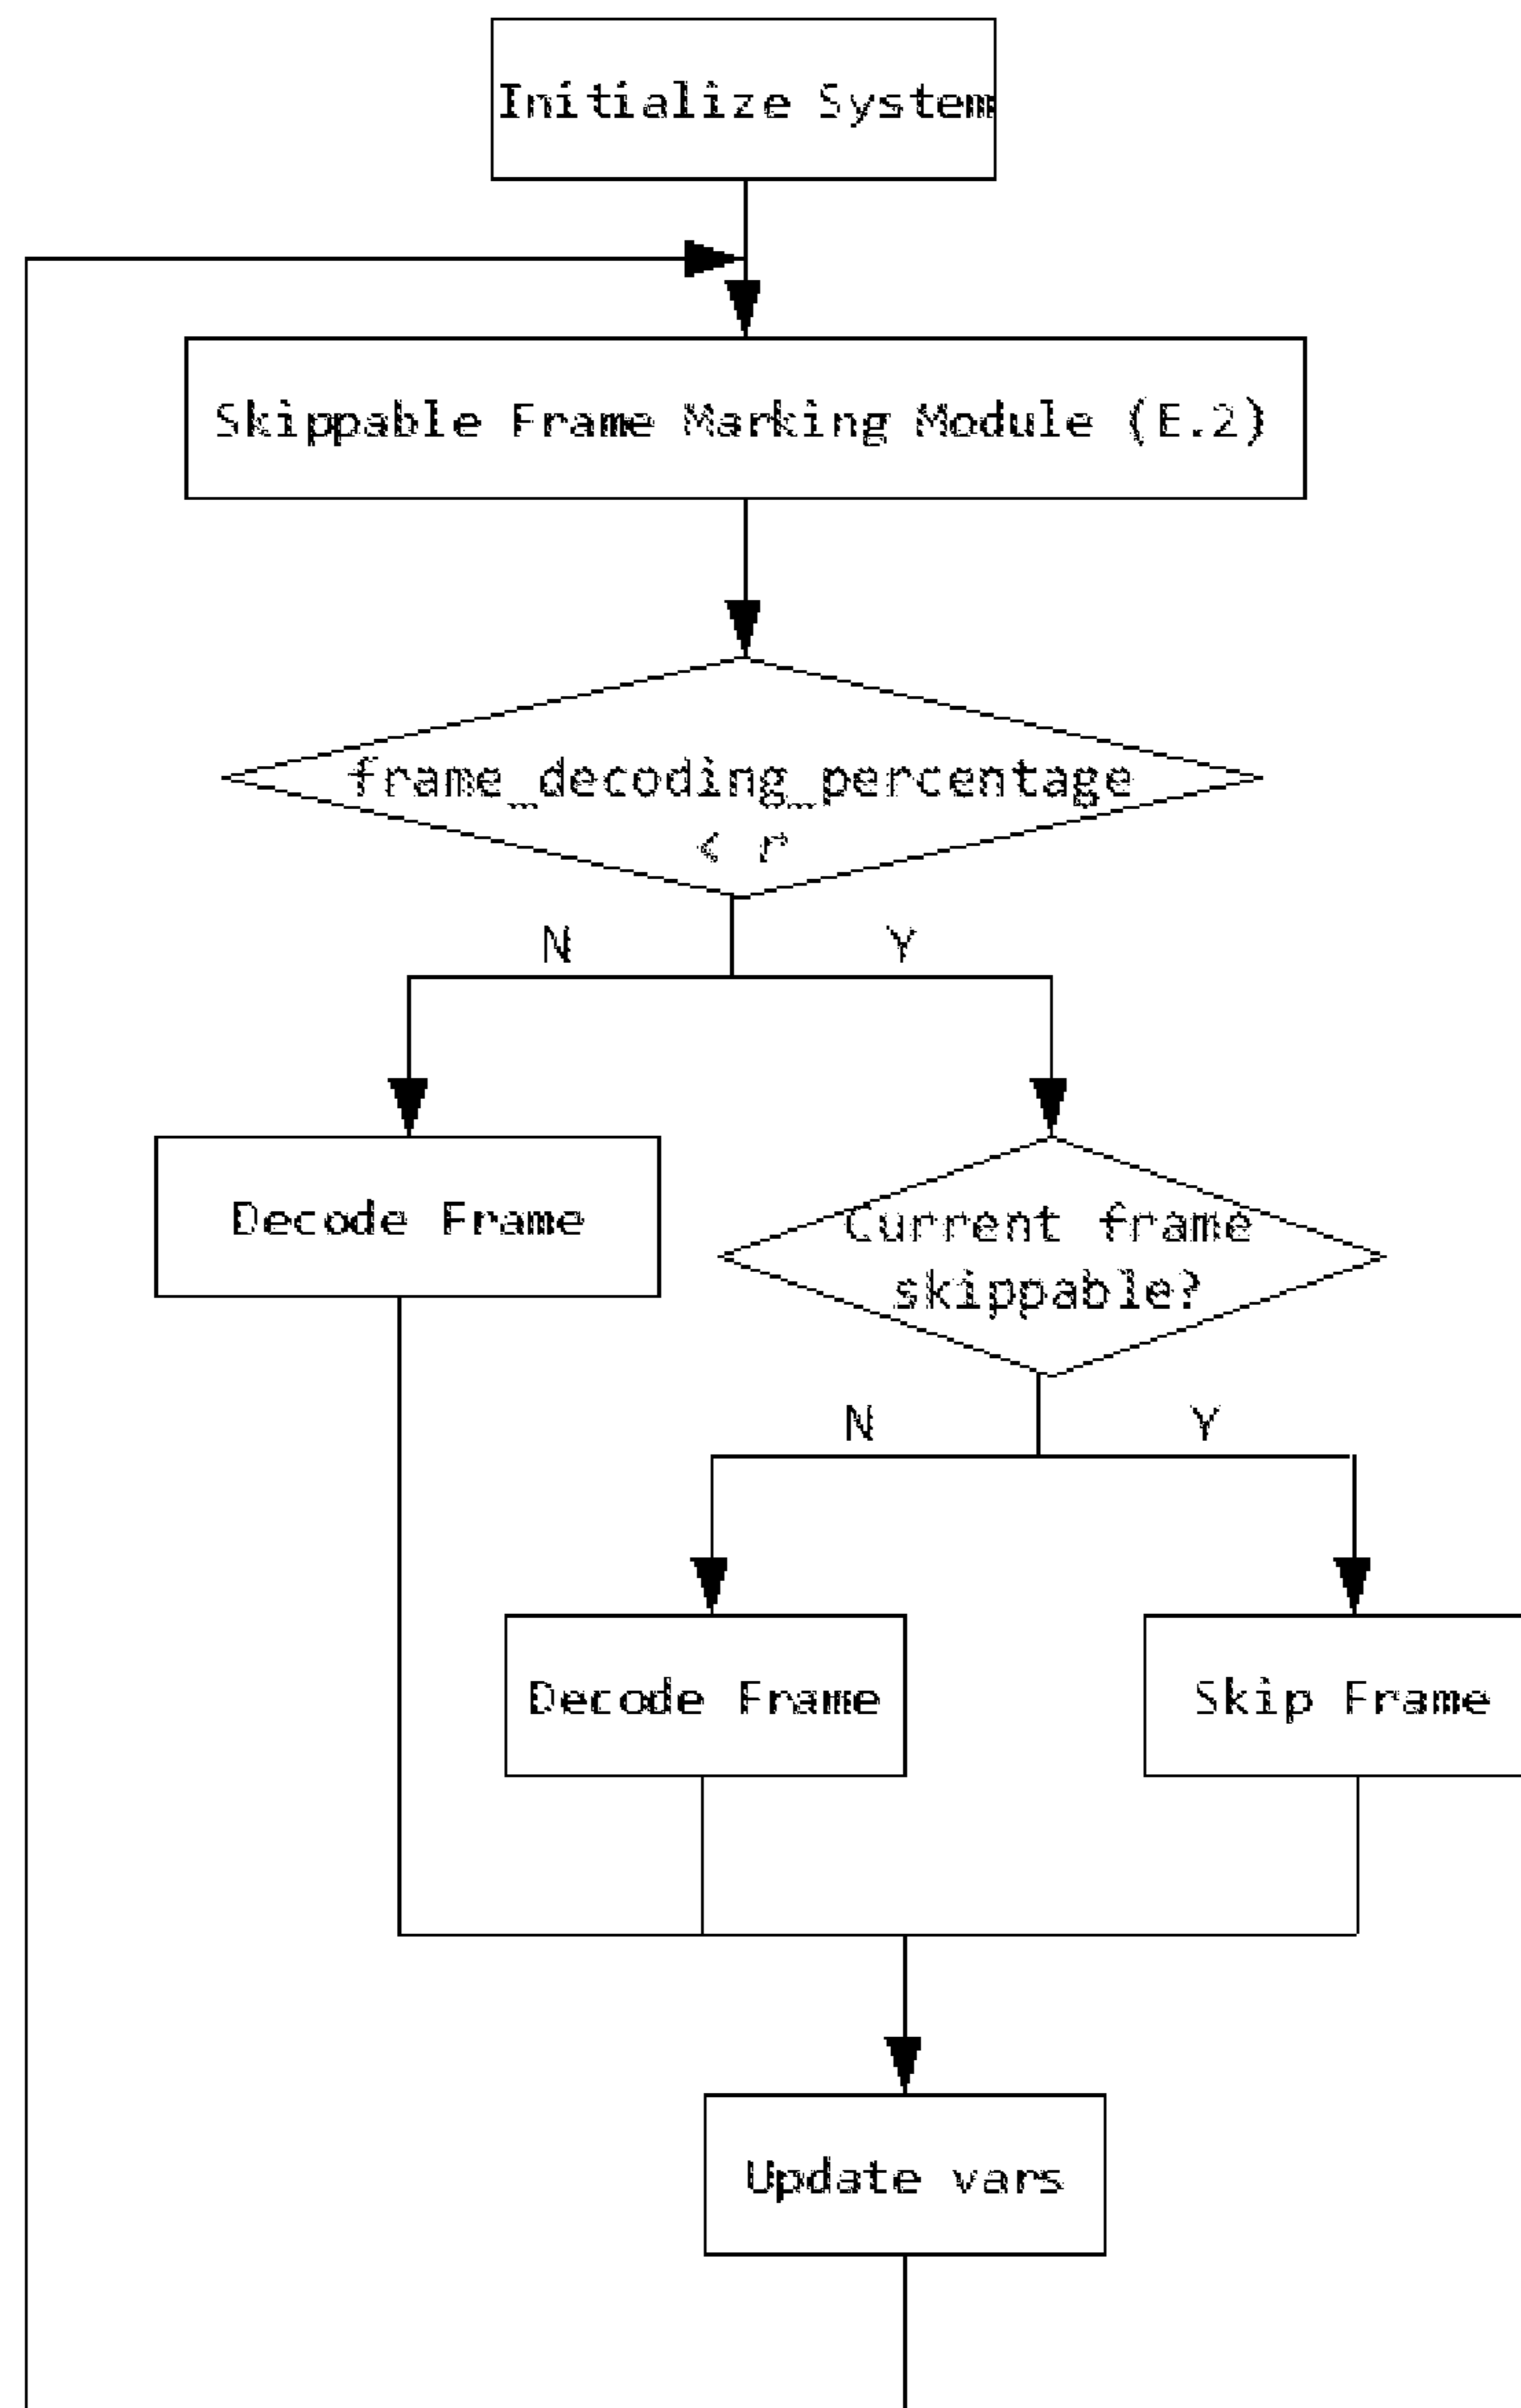 Initialize System
Skippable Frame Marking Module (E.2)
frame_decoding_percentage
< r
N Y
Decode Frame
Current frame
skippable?
N Y
Decode Frame
Skip Frame
Update vars